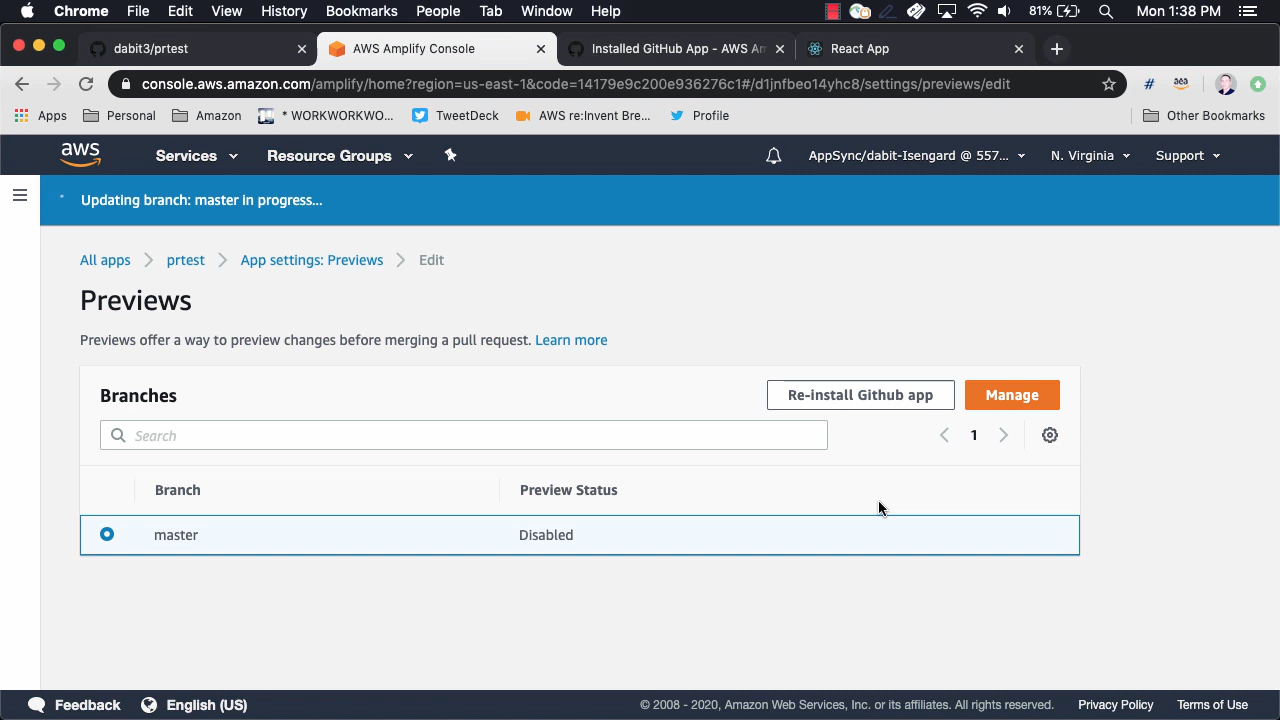 Chrome File Edit View History Bookmarks People Tab Window Help 81% Mon 1:38 PM
dabit3/prtest AWS Amplify Console Installed GitHub App - AWS Am React App
console.aws.amazon.com/amplify/home?region=us-east-1&code=14179e9c200e936276c1#/d1jnfbeo14yhc8/settings/previews/edit
Apps Personal Amazon * WORKWORKWO... TweetDeck AWS re:Invent Bre... Profile Other Bookmarks
aws Services Resource Groups AppSync/dabit-Isengard @ 557... N. Virginia Support
Updating branch: master in progress...
All apps prtest App settings: Previews Edit
Previews
Previews offer a way to preview changes before merging a pull request. Learn more
Branches Re-install Github app Manage
Search 1
Branch Preview Status
master Disabled
Feedback English (US) © 2008 - 2020, Amazon Web Services, Inc. or its affiliates. All rights reserved. Privacy Policy Terms of Use